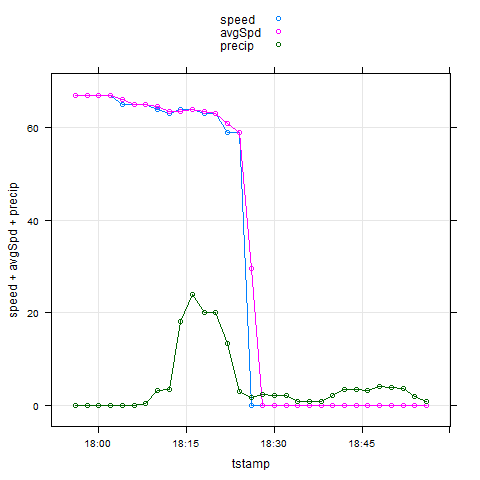 speed
avgSpd
precip
60
40
20
0
speed + avgSpd + precip
18:00 18:15 18:30 18:45
tstamp